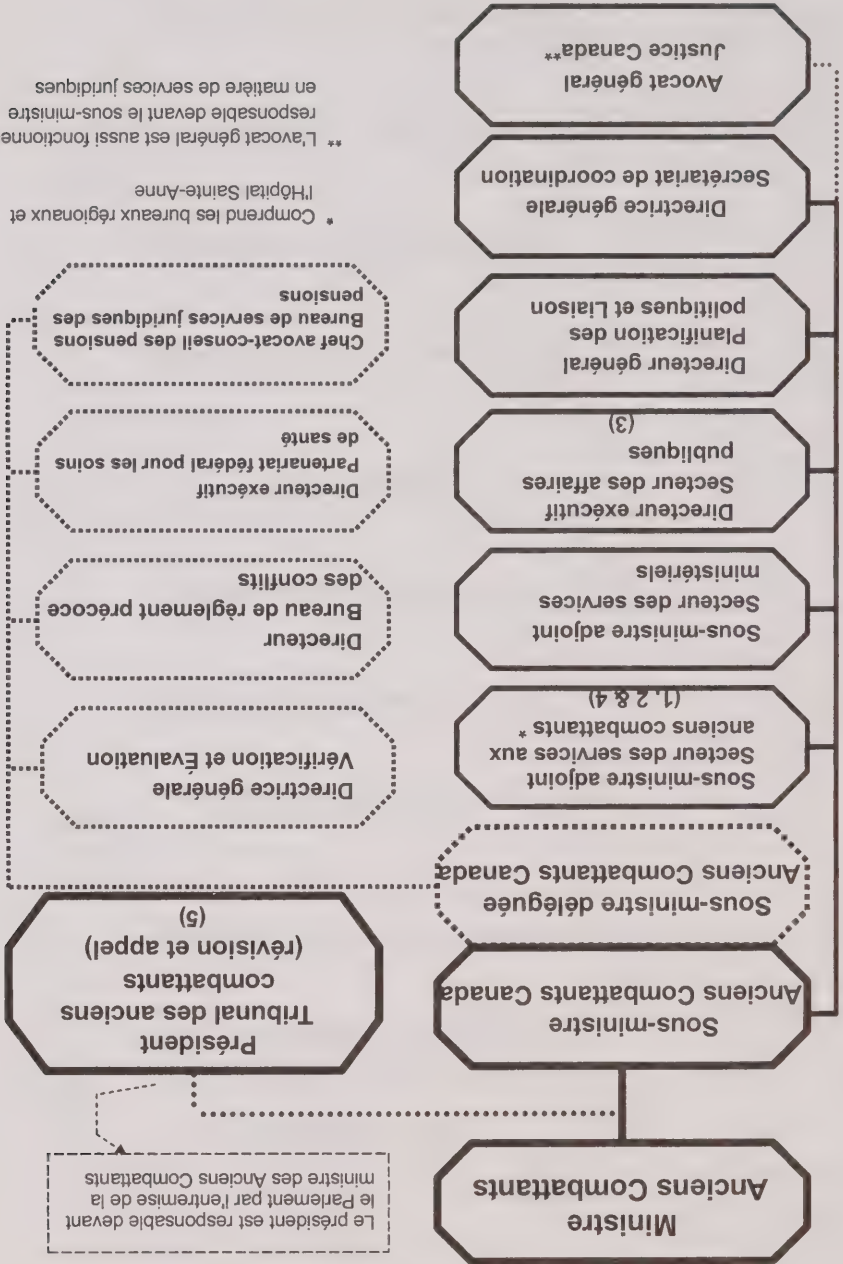 Ministre
Anciens Combattants
Le président est responsable devant
le Parlement par l'entremise de la
ministre des Anciens Combattants
Sous-ministre
Anciens Combattants Canada
Président
Tribunal des anciens
combattants
(révision et appel)
(5)
Sous-ministre déléguée
Anciens Combattants Canada
Sous-ministre adjoint
Secteur des services aux
anciens combattants *
(1, 2 & 4)
Sous-ministre adjoint
Secteur des services
ministériels
Directeur exécutif
Secteur des affaires
publiques
(3)
Directeur général
Planification des
politiques et Liaison
Directrice générale
Secrétariat de coordination
Avocat général
Justice Canada**
Directrice générale
Vérification et Évaluation
Directeur
Bureau de règlement précoce
des conflits
Directeur exécutif
Partenariat fédéral pour les soins
de santé
Chef avocat-conseil des pensions
Bureau de services juridiques des
pensions
* Comprend les bureaux régionaux et
l'Hôpital Sainte-Anne
** L'avocat général est aussi fonctionne
responsable devant le sous-ministre
en matière de services juridiques